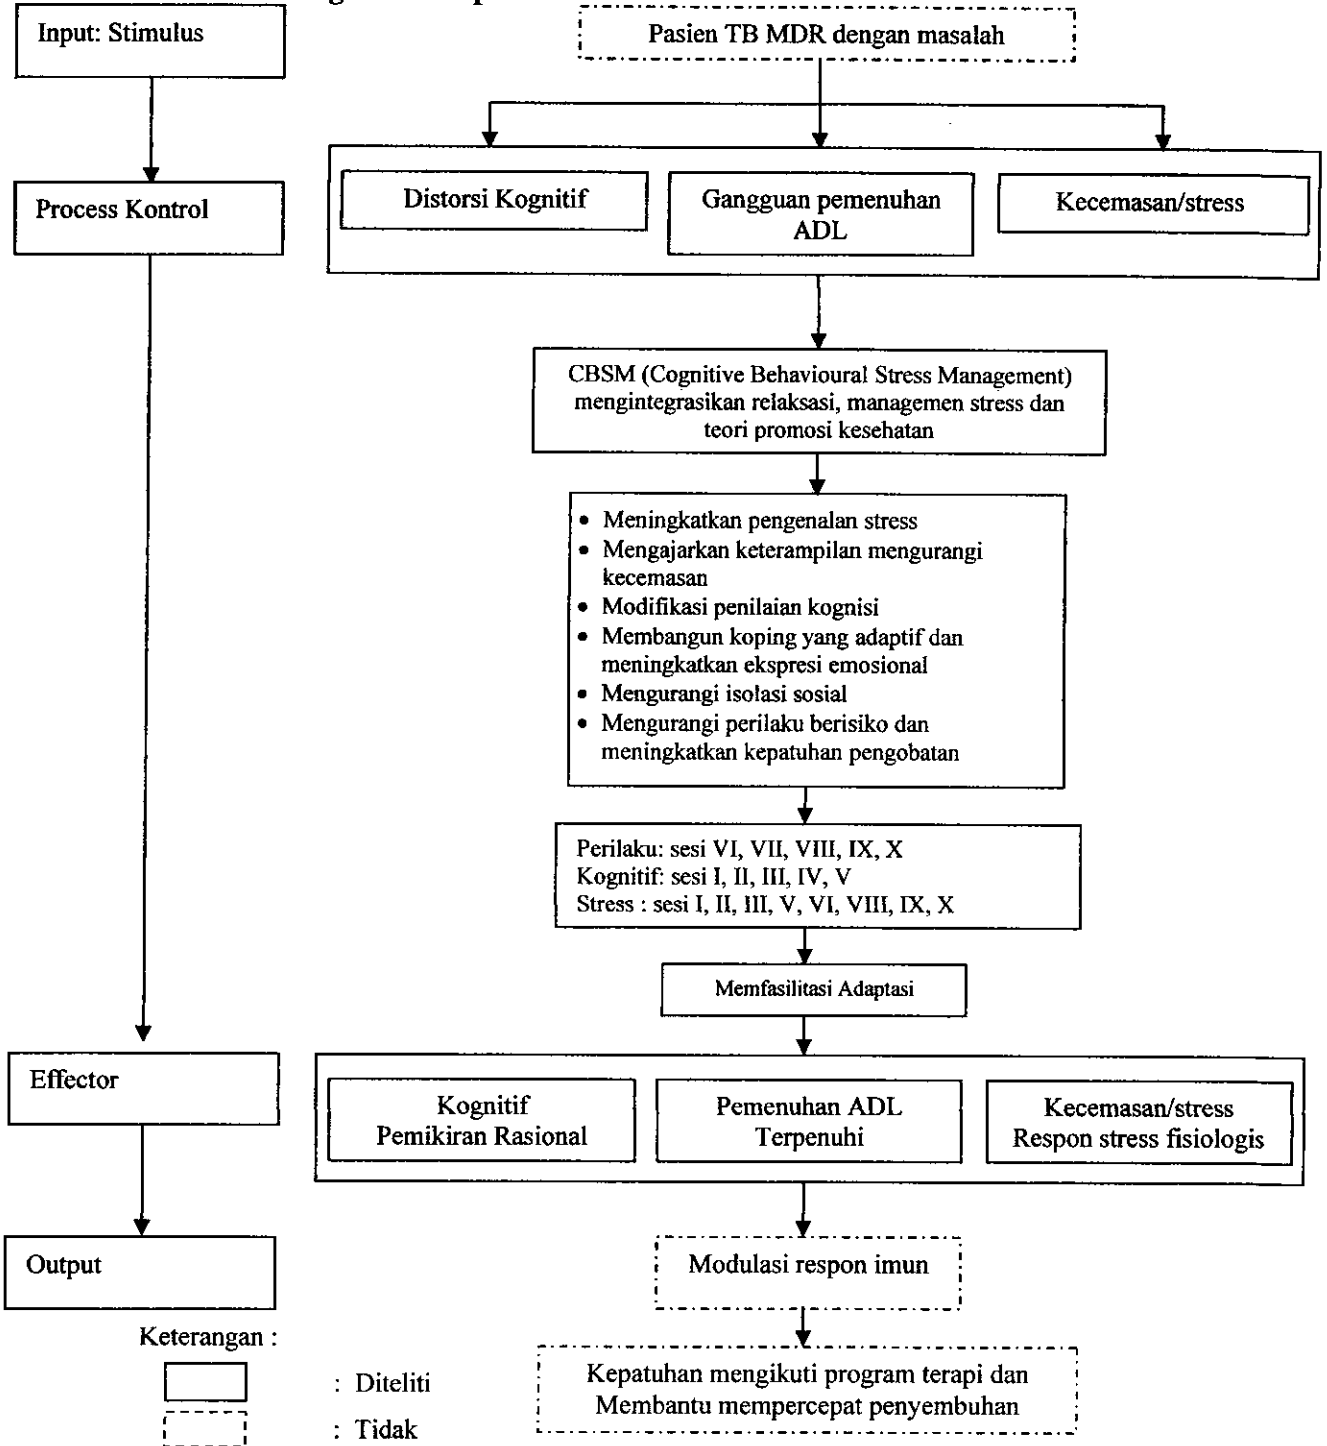 Input: Stimulus
Pasien TB MDR dengan masalah
Process Kontrol
Distorsi Kognitif
Gangguan pemenuhan
ADL
Kecemasan/stress
CBSM (Cognitive Behavioural Stress Management)
mengintegrasikan relaksasi, managmen stress dan
teori promosi kesehatan
• Meningkatkan pengenalan stress
• Mengajarkan keterampilan mengurangi
kecemasan
• Modifikasi penilaian kognisi
• Membangun koping yang adaptif dan
meningkatkan ekspresi emosional
• Mengurangi isolasi sosial
• Mengurangi perilaku berisiko dan
meningkatkan kepatuhan pengobatan
Perilaku: sesi VI, VII, VIII, IX, X
Kognitif: sesi I, II, III, IV, V
Stress : sesi I, II, III, V, VI, VIII, IX, X
Memfasilitasi Adaptasi
Effector
Kognitif
Pemikiran Rasional
Pemenuhan ADL
Terpenuhi
Kecemasan/stress
Respon stress fisiologis
Output
Modulasi respon imun
Kepatuhan mengikuti program terapi dan
Membantu mempercepat penyembuhan
Keterangan :
: Diteliti
: Tidak